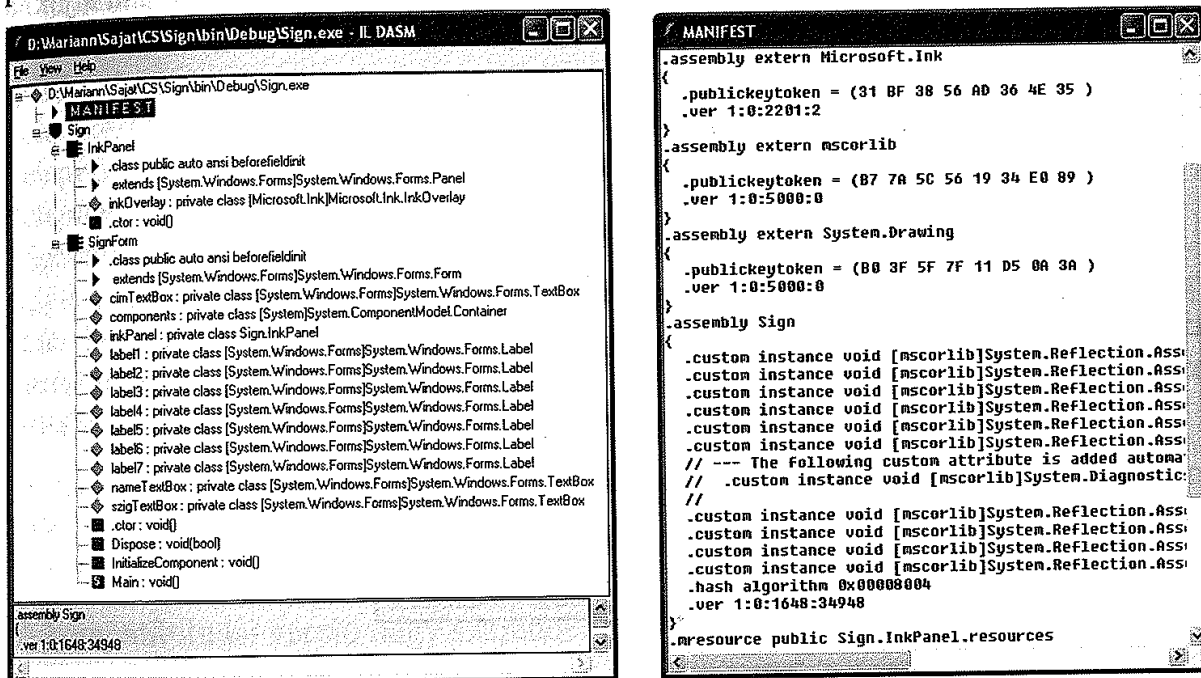 D:\Mariann\Sajat\CS\Sign\bin\Debug\Sign.exe - IL DASM
File View Help
D:\Mariann\Sajat\CS\Sign\bin\Debug\Sign.exe
MANIFEST
Sign
InkPanel
.class public auto ansi beforefieldinit
extends [System.Windows.Forms]System.Windows.Forms.Panel
inkOverlay : private class [Microsoft.Ink]Microsoft.Ink.InkOverlay
.ctor : void()
SignForm
.class public auto ansi beforefieldinit
extends [System.Windows.Forms]System.Windows.Forms.Form
cimTextBox : private class [System.Windows.Forms]System.Windows.Forms.TextBox
components : private class [System]System.ComponentModel.Container
inkPanel : private class Sign.InkPanel
label1 : private class [System.Windows.Forms]System.Windows.Forms.Label
label2 : private class [System.Windows.Forms]System.Windows.Forms.Label
label3 : private class [System.Windows.Forms]System.Windows.Forms.Label
label4 : private class [System.Windows.Forms]System.Windows.Forms.Label
label5 : private class [System.Windows.Forms]System.Windows.Forms.Label
label6 : private class [System.Windows.Forms]System.Windows.Forms.Label
label7 : private class [System.Windows.Forms]System.Windows.Forms.Label
nameTextBox : private class [System.Windows.Forms]System.Windows.Forms.TextBox
szigTextBox : private class [System.Windows.Forms]System.Windows.Forms.TextBox
.ctor : void()
Dispose : void(bool)
InitializeComponent : void()
S Main : void()
.assembly Sign
{
.ver 1:0:1648:34948
MANIFEST
.assembly extern Microsoft.Ink
{
.publickeytoken = (31 BF 38 56 AD 36 4E 35 )
.ver 1:0:2201:2
}
.assembly extern mscorlib
{
.publickeytoken = (B7 7A 5C 56 19 34 E0 89 )
.ver 1:0:5000:0
}
.assembly extern System.Drawing
{
.publickeytoken = (B0 3F 5F 7F 11 D5 0A 3A )
.ver 1:0:5000:0
}
.assembly Sign
{
.custom instance void [mscorlib]System.Reflection.Ass
.custom instance void [mscorlib]System.Reflection.Ass
.custom instance void [mscorlib]System.Reflection.Ass
.custom instance void [mscorlib]System.Reflection.Ass
.custom instance void [mscorlib]System.Reflection.Ass
.custom instance void [mscorlib]System.Reflection.Ass
// --- The following custom attribute is added automa
// .custom instance void [mscorlib]System.Diagnostic
//
.custom instance void [mscorlib]System.Reflection.Ass
.custom instance void [mscorlib]System.Reflection.Ass
.custom instance void [mscorlib]System.Reflection.Ass
.custom instance void [mscorlib]System.Reflection.Ass
.hash algorithm 0x00008004
.ver 1:0:1648:34948
}
.mresource public Sign.InkPanel.resources